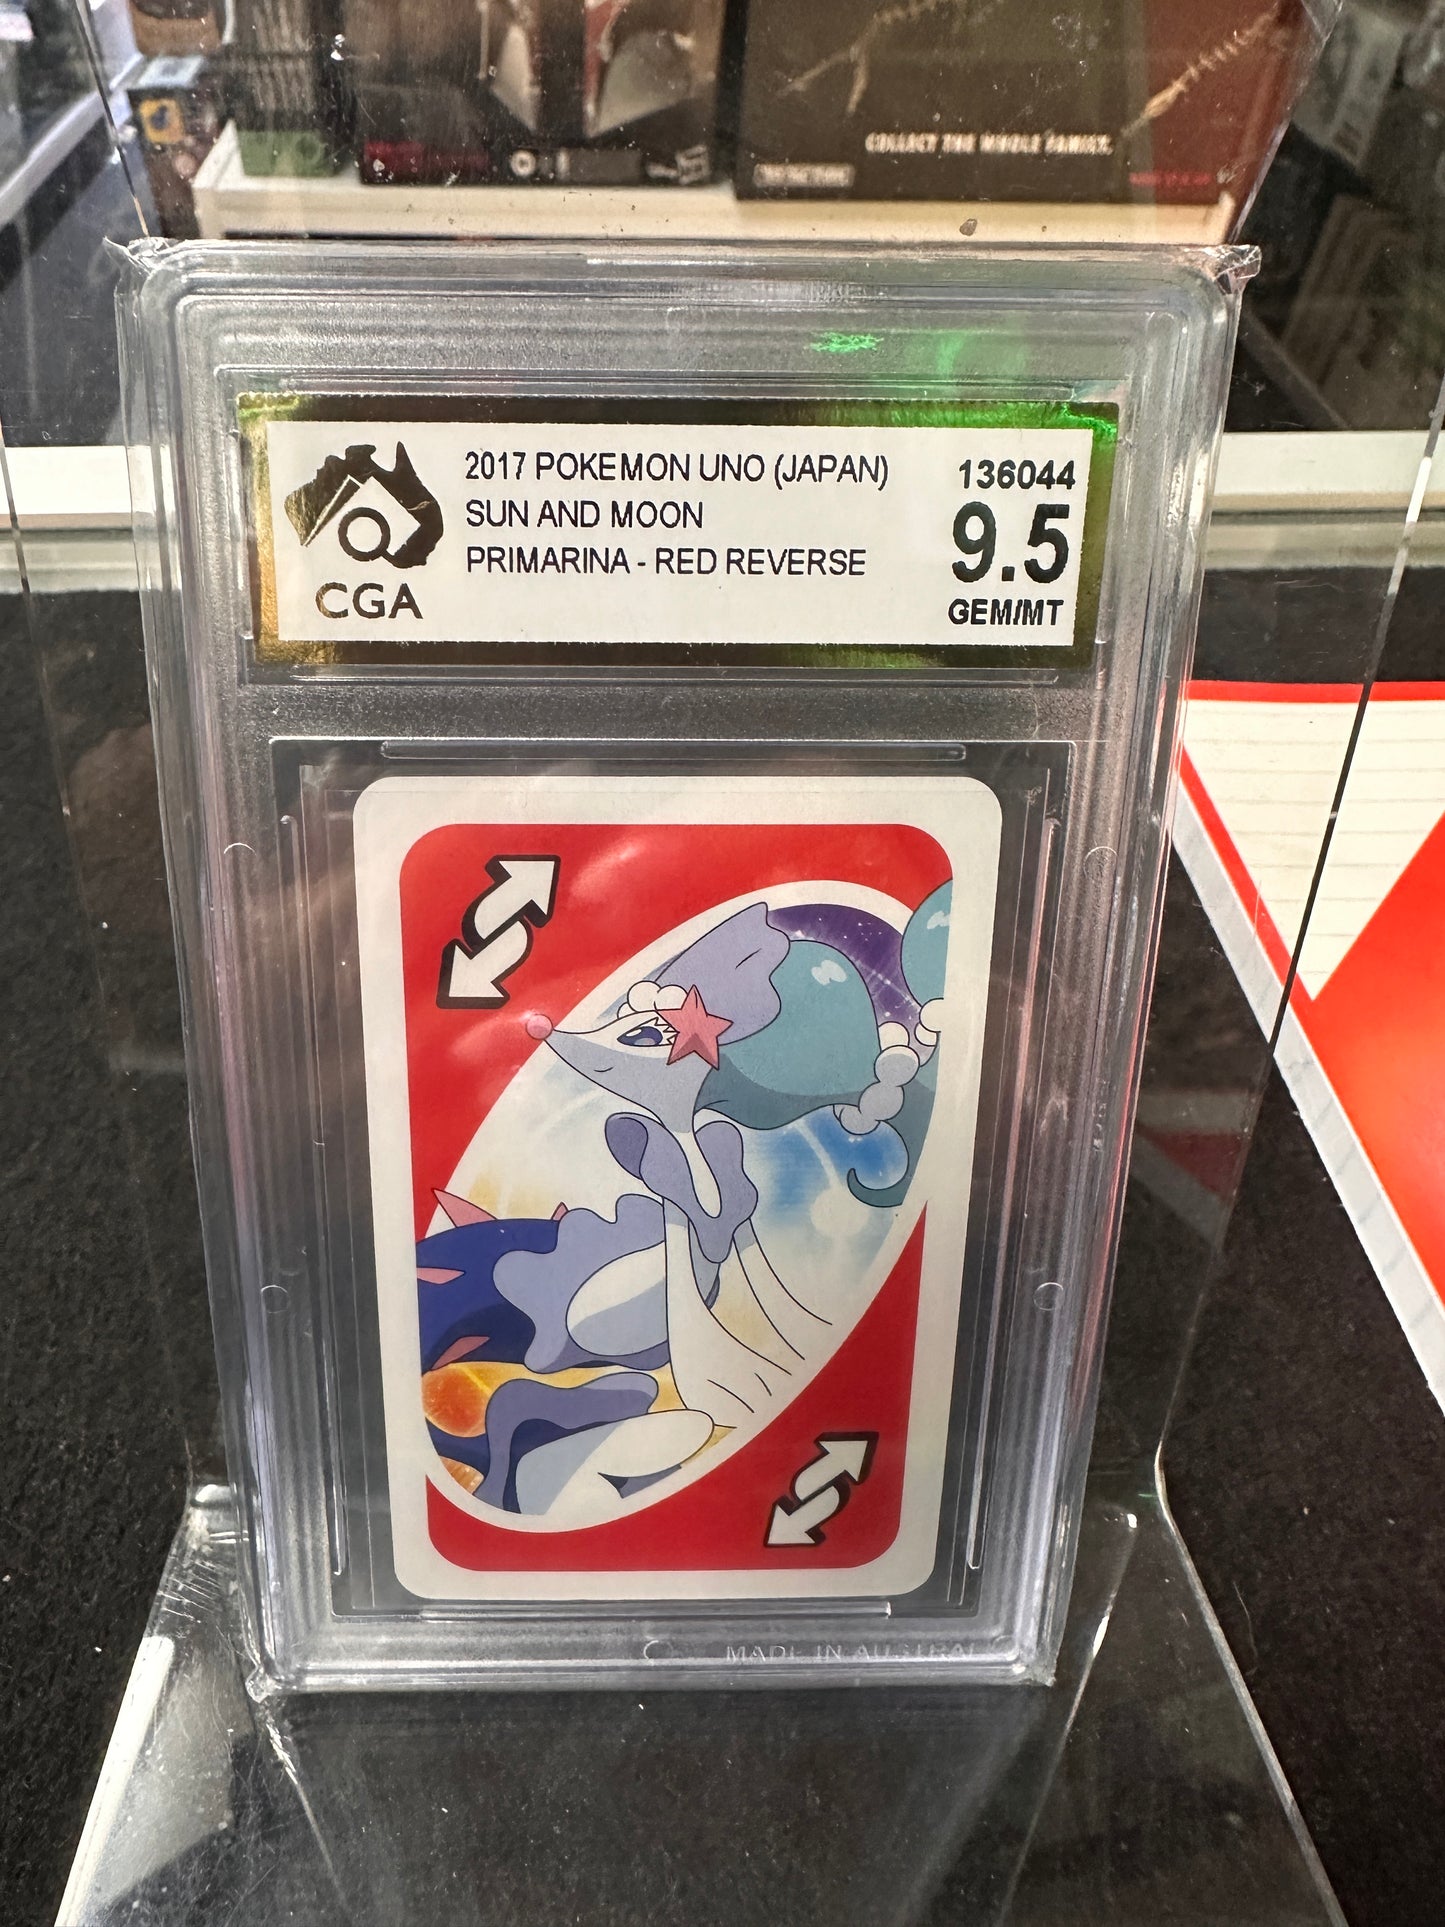 COLLECT THE WHOLE FAMILY.
2017 POKEMON UNO (JAPAN)
SUN AND MOON
PRIMARINA - RED REVERSE
136044
9.5
GEM/MT
CGA
MADE IN AUSTRAL